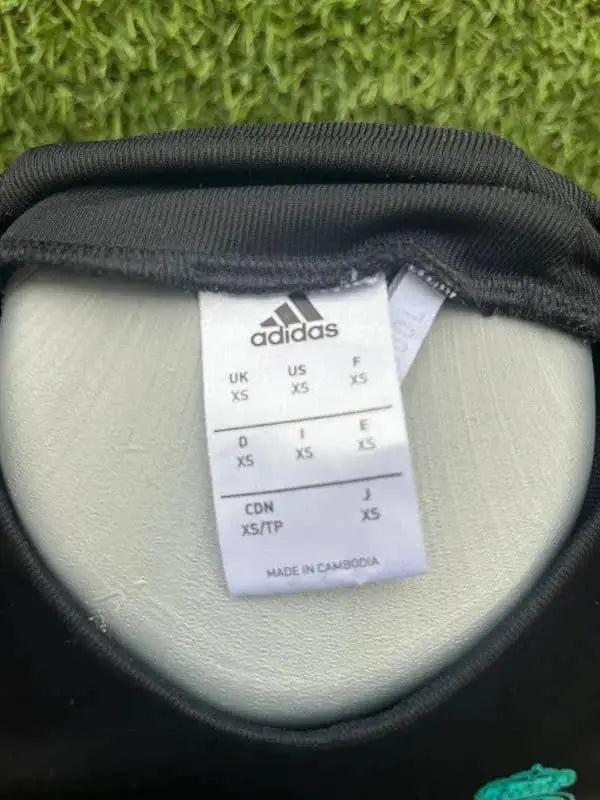 adidas
UK US F
XS XS XS
D I E
XS XS XS
CDN J
XS/TP XS
MADE IN CAMBODIA